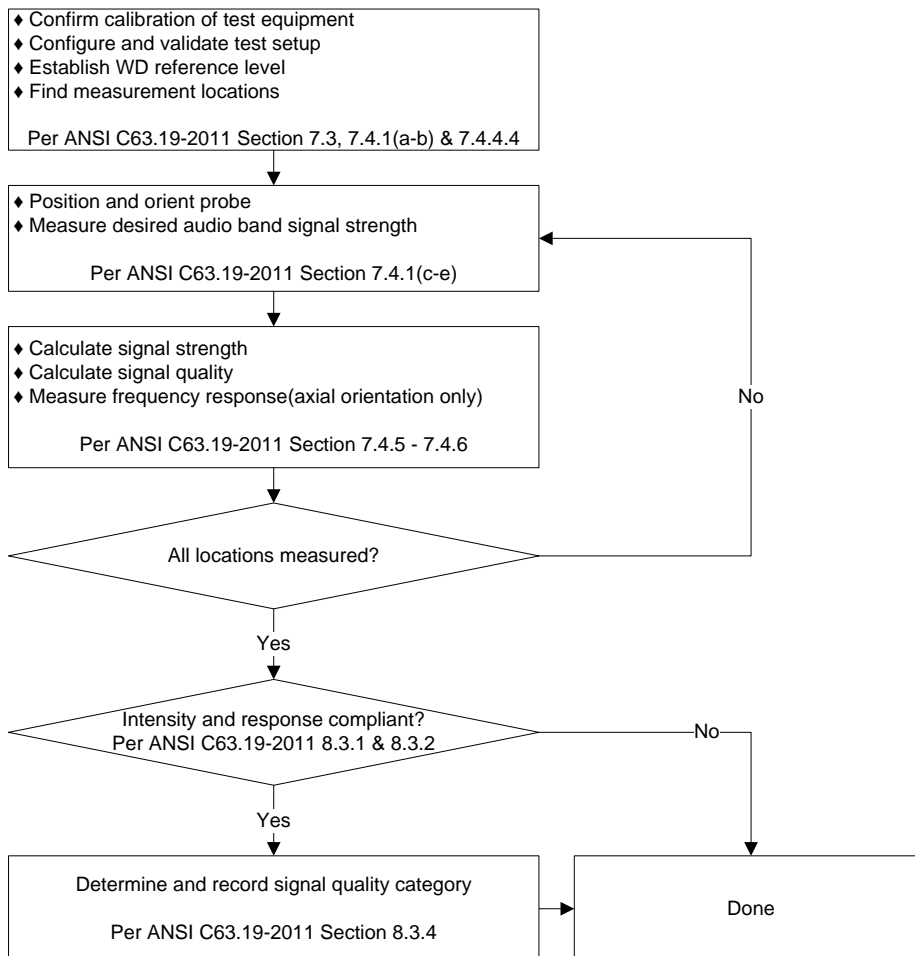 ♦ Confirm calibration of test equipment
♦ Configure and validate test setup
♦ Establish WD reference level
♦ Find measurement locations
Per ANSI C63.19-2011 Section 7.3, 7.4.1(a-b) & 7.4.4.4
♦ Position and orient probe
♦ Measure desired audio band signal strength
Per ANSI C63.19-2011 Section 7.4.1(c-e)
♦ Calculate signal strength
♦ Calculate signal quality
♦ Measure frequency response(axial orientation only)
Per ANSI C63.19-2011 Section 7.4.5 - 7.4.6
No
All locations measured?
Yes
Intensity and response compliant?
Per ANSI C63.19-2011 8.3.1 & 8.3.2
No
Yes
Determine and record signal quality category
Per ANSI C63.19-2011 Section 8.3.4
Done